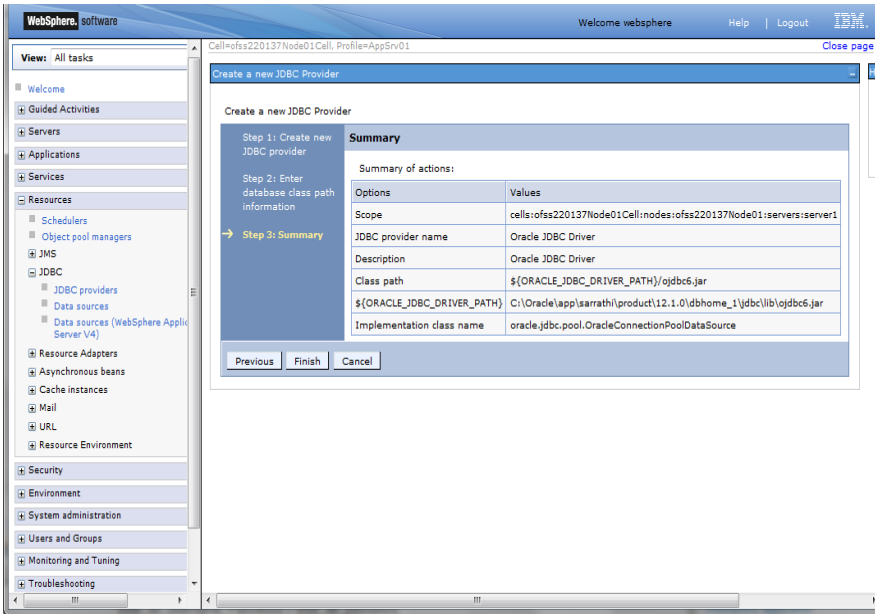 WebSphere. software
Welcome websphere
Help | Logout
IBM.
View: All tasks
Cell=ofss220137Node01Cell, Profile=AppSrv01
Close page
Welcome
Guided Activities
Servers
Applications
Services
Resources
Schedulers
Object pool managers
JMS
JDBC
JDBC providers
Data sources
Data sources (WebSphere Applic
Server V4)
Resource Adapters
Asynchronous beans
Cache instances
Mail
URL
Resource Environment
Security
Environment
System administration
Users and Groups
Monitoring and Tuning
Troubleshooting
Create a new JDBC Provider
Create a new JDBC Provider
Step 1: Create new
JDBC provider
Step 2: Enter
database class path
information
Step 3: Summary
Summary
Summary of actions:
Options Values
Scope cells:ofss220137Node01Cell:nodes:ofss220137Node01:servers:server1
JDBC provider name Oracle JDBC Driver
Description Oracle JDBC Driver
Class path ${ORACLE_JDBC_DRIVER_PATH}/ojdbc6.jar
${ORACLE_JDBC_DRIVER_PATH} C:\Oracle\app\sarrathi\product\12.1.0\dbhome_1\jdbc\lib\ojdbc6.jar
Implementation class name oracle.jdbc.pool.OracleConnectionPoolDataSource
Previous Finish Cancel